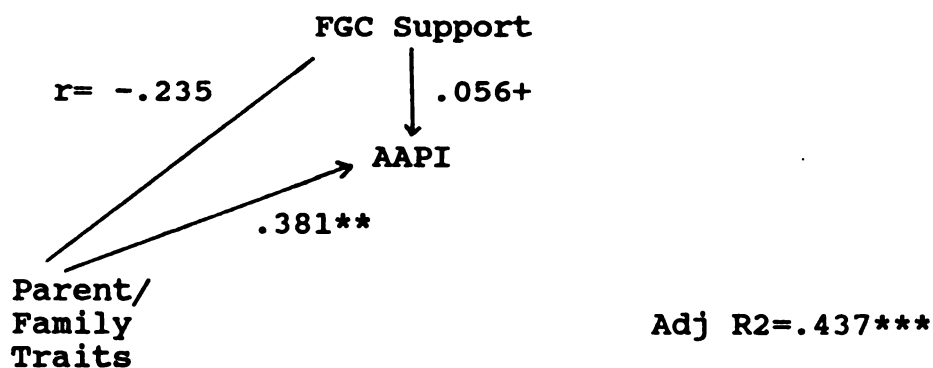 FGC Support
r= -.235
.056+
AAPI
.381**
Parent/
Family
Traits
Adj R2=.437***